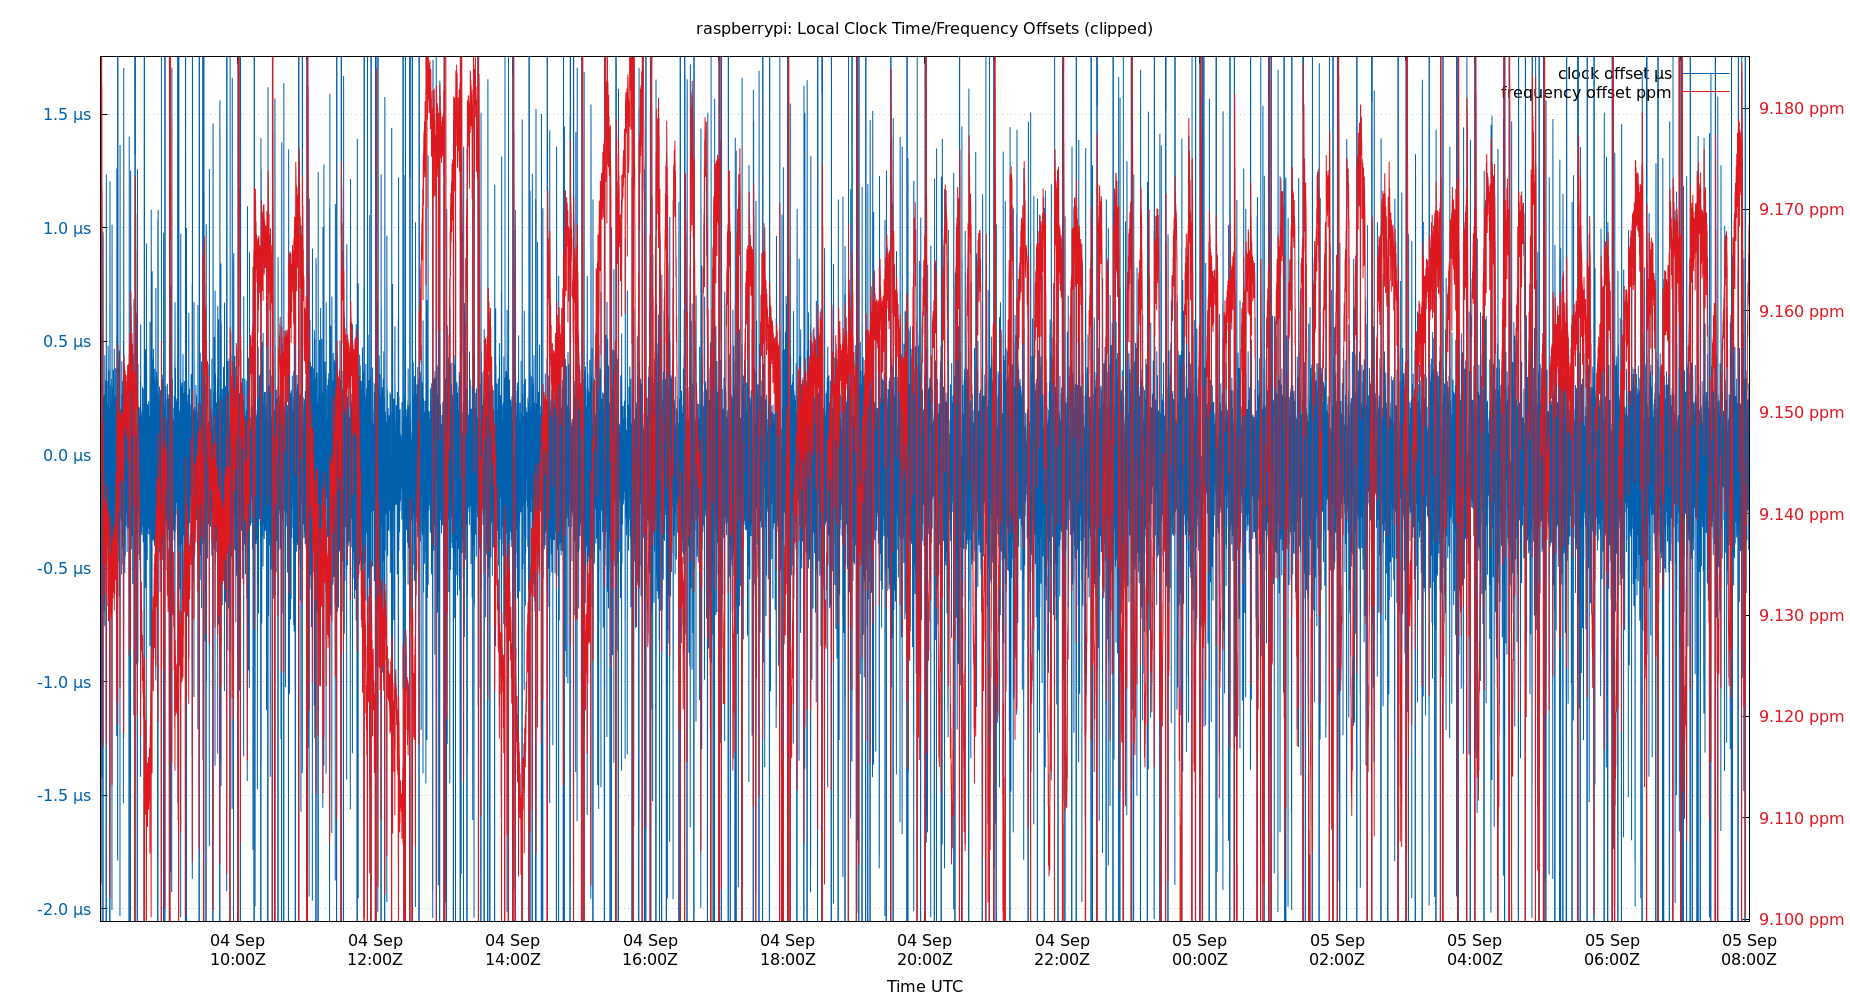 raspberrypi: Local Clock Time/Frequency Offsets (clipped)
clock offset µs
frequency offset ppm
1.5 µs
1.0 µs
0.5 µs
0.0 µs
-0.5 µs
-1.0 µs
-1.5 µs
-2.0 µs
9.180 ppm
9.170 ppm
9.160 ppm
9.150 ppm
9.140 ppm
9.130 ppm
9.120 ppm
9.110 ppm
9.100 ppm
04 Sep 04 Sep 04 Sep 04 Sep 04 Sep 04 Sep 04 Sep 05 Sep 05 Sep 05 Sep 05 Sep 05 Sep
10:00Z 12:00Z 14:00Z 16:00Z 18:00Z 20:00Z 22:00Z 00:00Z 02:00Z 04:00Z 06:00Z 08:00Z
Time UTC